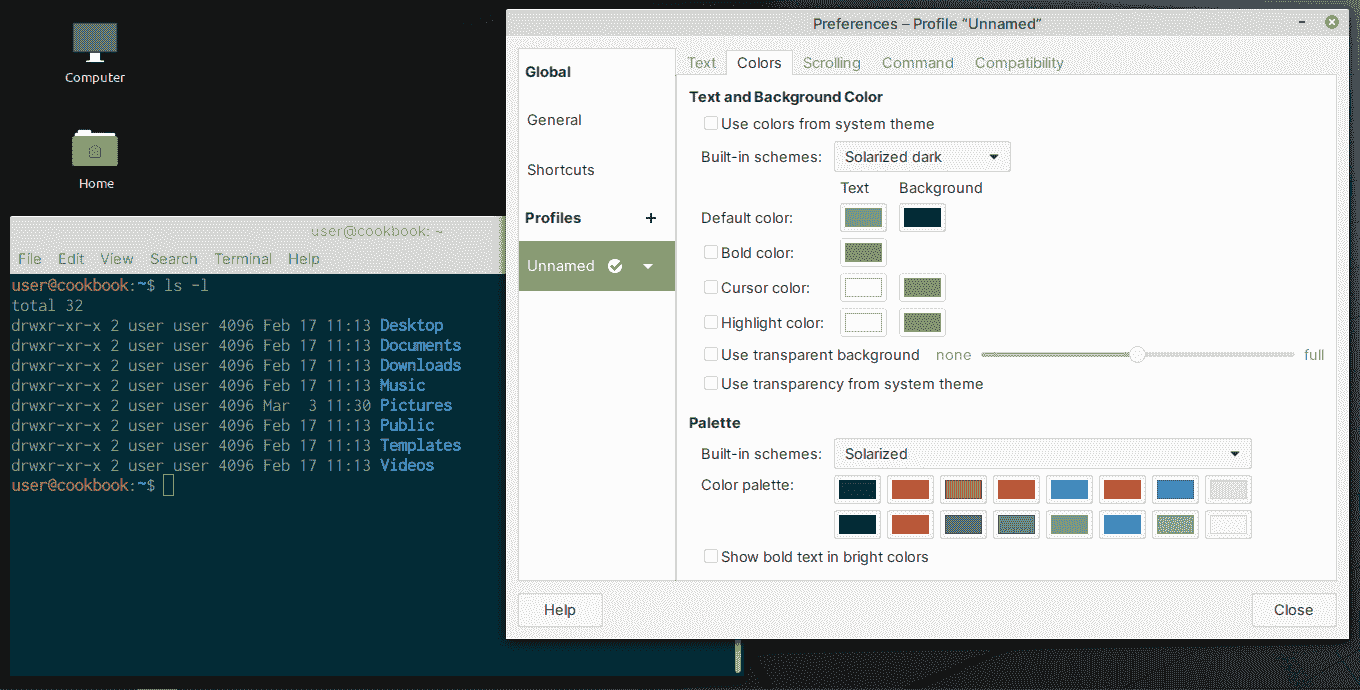 Computer
Home
user@cookbook: ~
File Edit View Search Terminal Help
user@cookbook:~$ ls -l
total 32
drwxr-xr-x 2 user user 4096 Feb 17 11:13 Desktop
drwxr-xr-x 2 user user 4096 Feb 17 11:13 Documents
drwxr-xr-x 2 user user 4096 Feb 17 11:13 Downloads
drwxr-xr-x 2 user user 4096 Feb 17 11:13 Music
drwxr-xr-x 2 user user 4096 Mar  3 11:30 Pictures
drwxr-xr-x 2 user user 4096 Feb 17 11:13 Public
drwxr-xr-x 2 user user 4096 Feb 17 11:13 Templates
drwxr-xr-x 2 user user 4096 Feb 17 11:13 Videos
user@cookbook:~$
Preferences – Profile “Unnamed”
Global
General
Shortcuts
Profiles +
Unnamed
Text Colors Scrolling Command Compatibility
Text and Background Color
Use colors from system theme
Built-in schemes: Solarized dark
Text Background
Default color:
Bold color:
Cursor color:
Highlight color:
Use transparent background none full
Use transparency from system theme
Palette
Built-in schemes: Solarized
Color palette:
Show bold text in bright colors
Help Close